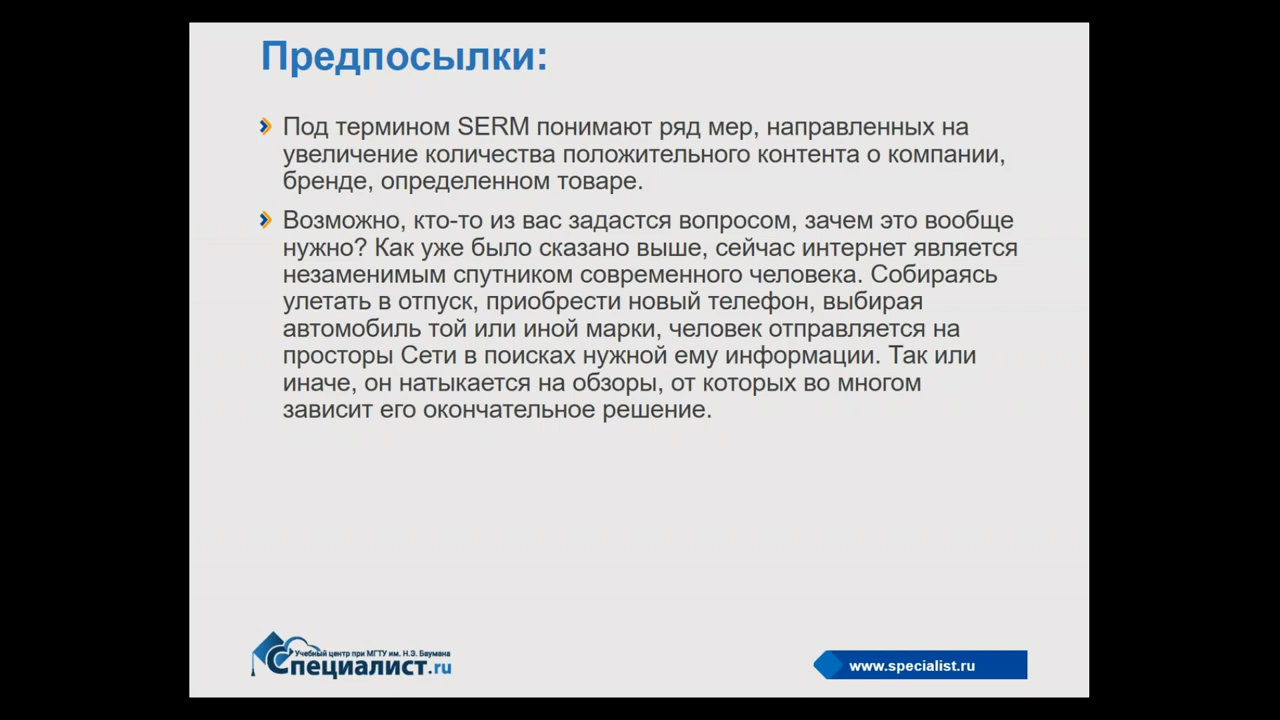 Предпосылки:
Под термином SERM понимают ряд мер, направленных на
увеличение количества положительного контента о компании,
бренде, определенном товаре.
Возможно, кто-то из вас задастся вопросом, зачем это вообще
нужно? Как уже было сказано выше, сейчас интернет является
незаменимым спутником современного человека. Собираясь
улетать в отпуск, приобрести новый телефон, выбирая
автомобиль той или иной марки, человек отправляется на
просторы Сети в поисках нужной ему информации. Так или
иначе, он натыкается на обзоры, от которых во многом
зависит его окончательное решение.
Учебный центр при МГТУ им. Н.Э. Баумана
Специалист.ru
www.specialist.ru